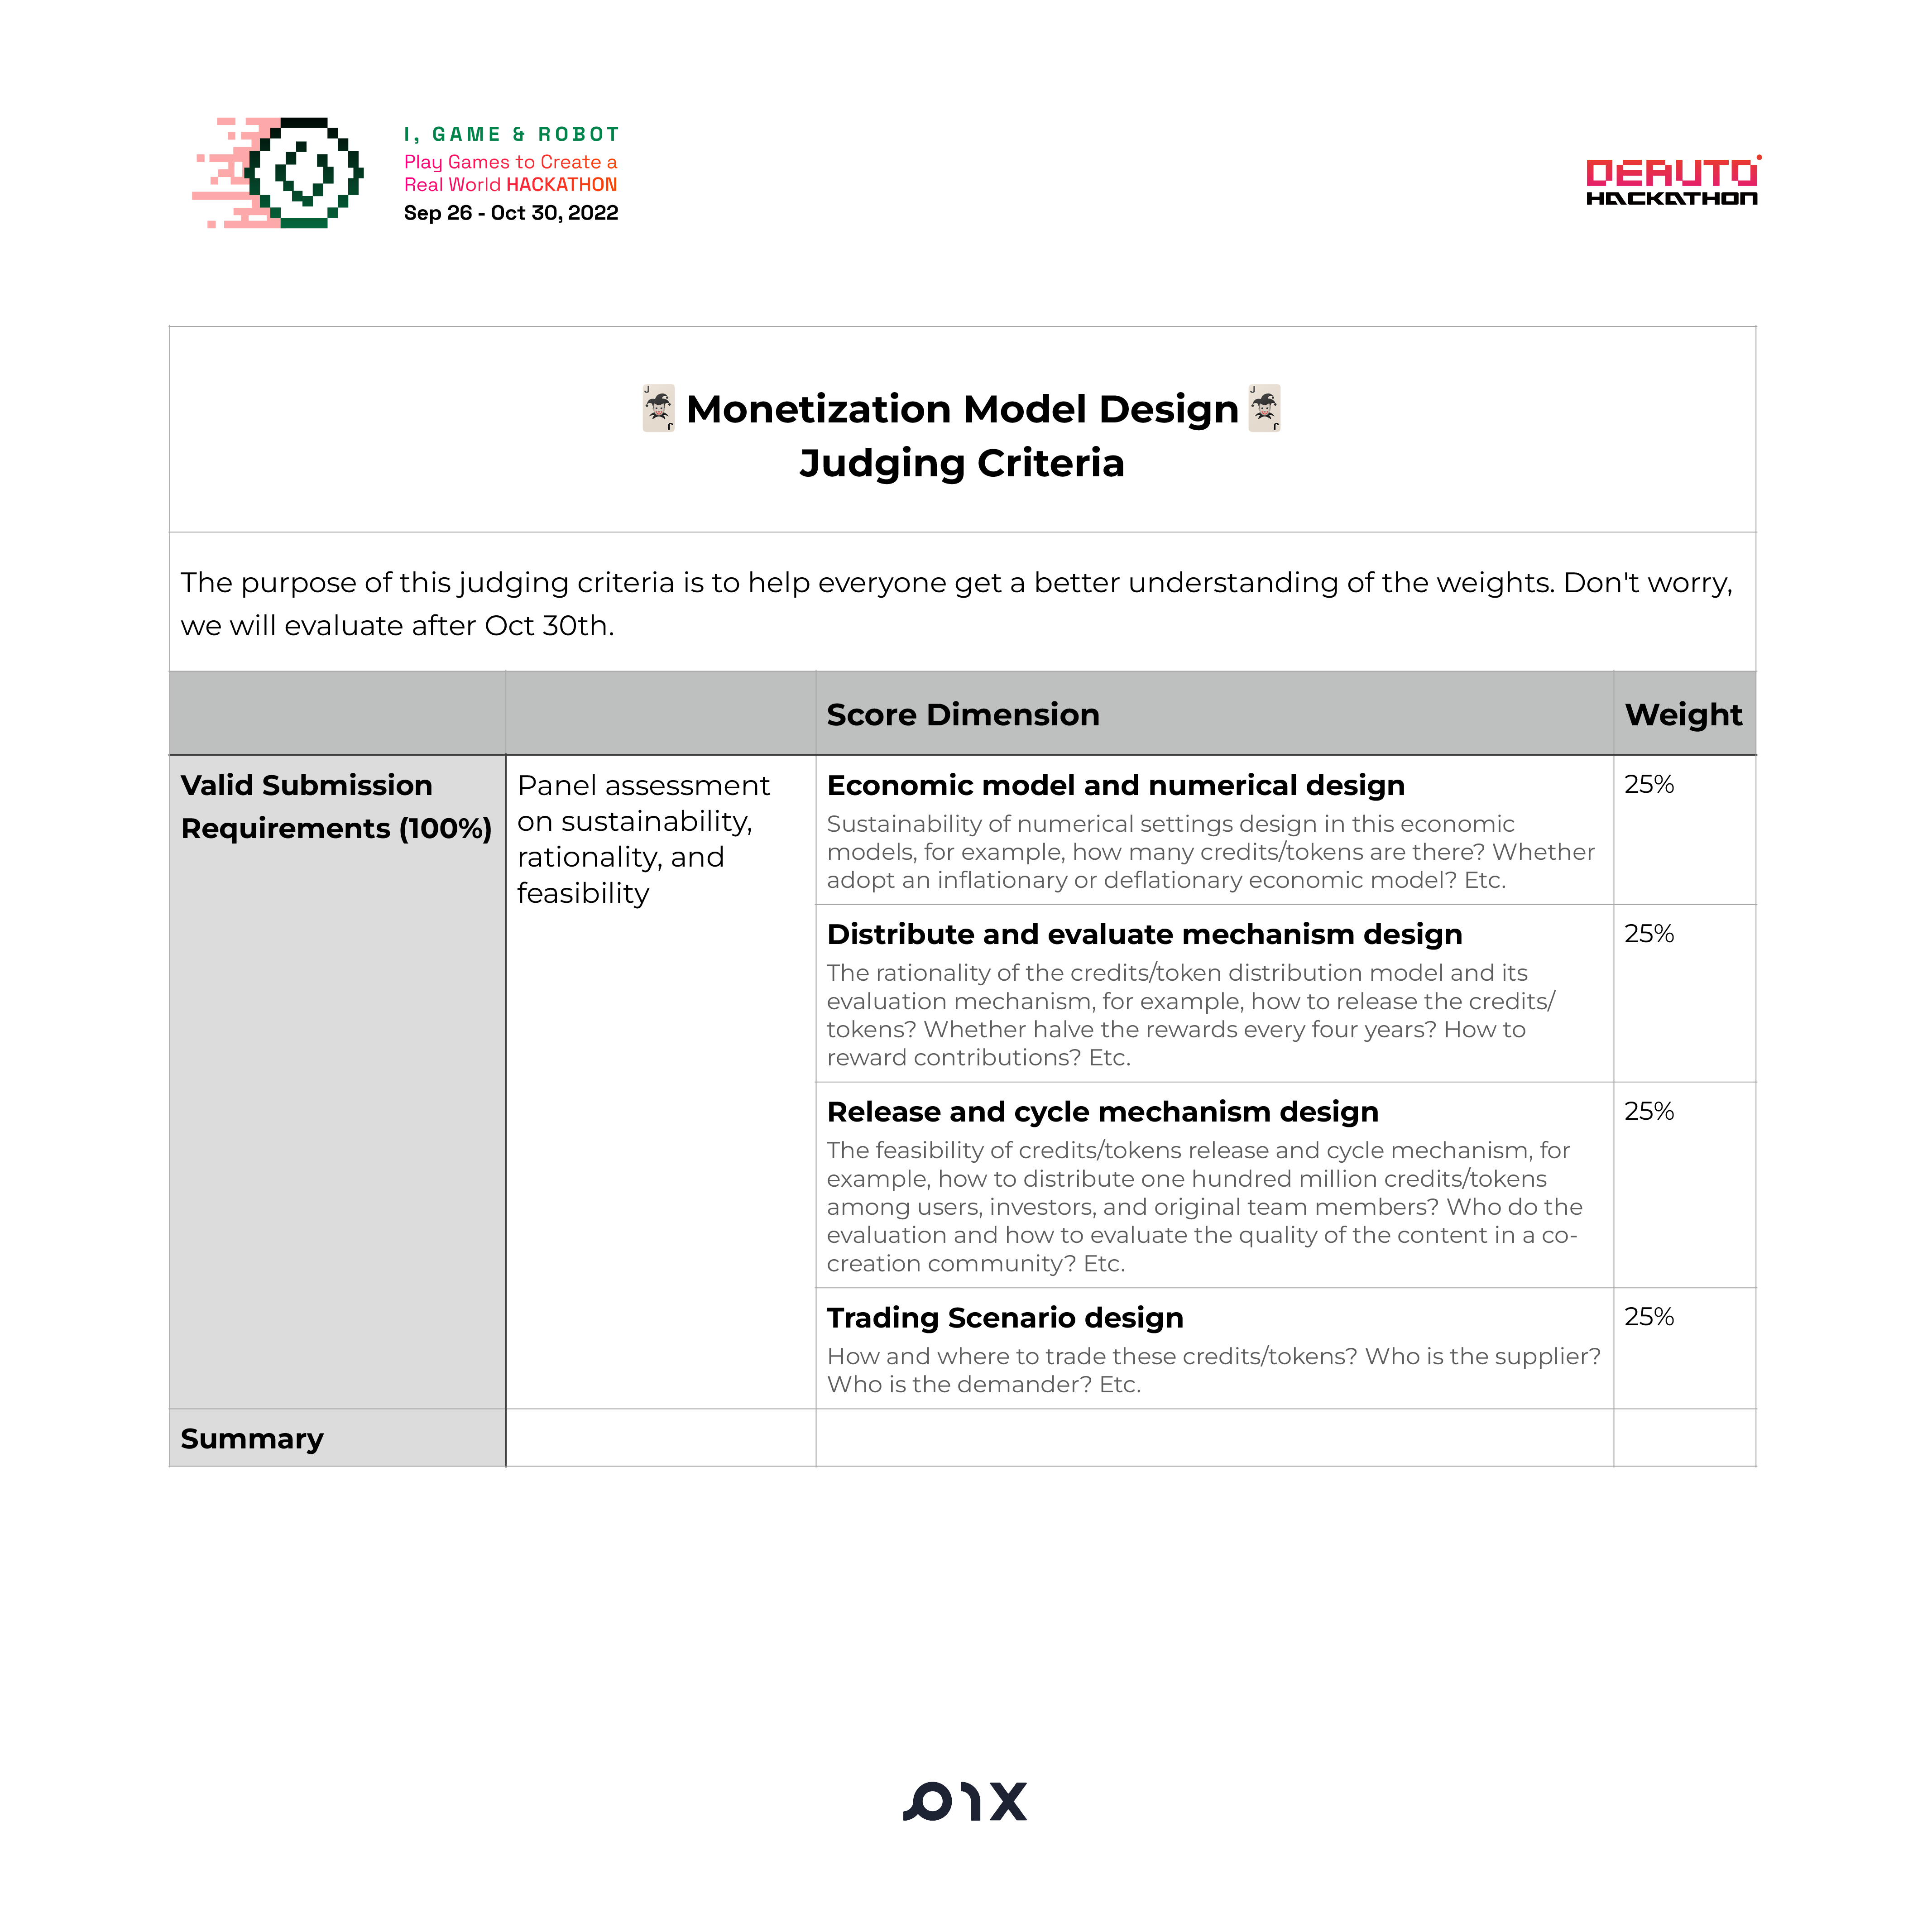 I, GAME & ROBOT
Play Games to Create a
Real World HACKATHON
Sep 26 - Oct 30, 2022
DEAUTO
HACKATHON
Monetization Model Design
Judging Criteria
The purpose of this judging criteria is to help everyone get a better understanding of the weights. Don't worry,
we will evaluate after Oct 30th.
Score Dimension
Weight
Valid Submission
Requirements (100%)
Panel assessment
on sustainability,
rationality, and
feasibility
Economic model and numerical design
25%
Sustainability of numerical settings design in this economic
models, for example, how many credits/tokens are there? Whether
adopt an inflationary or deflationary economic model? Etc.
Distribute and evaluate mechanism design
25%
The rationality of the credits/token distribution model and its
evaluation mechanism, for example, how to release the credits/
tokens? Whether halve the rewards every four years? How to
reward contributions? Etc.
Release and cycle mechanism design
25%
The feasibility of credits/tokens release and cycle mechanism, for
example, how to distribute one hundred million credits/tokens
among users, investors, and original team members? Who do the
evaluation and how to evaluate the quality of the content in a co-
creation community? Etc.
Trading Scenario design
25%
How and where to trade these credits/tokens? Who is the supplier?
Who is the demander? Etc.
Summary